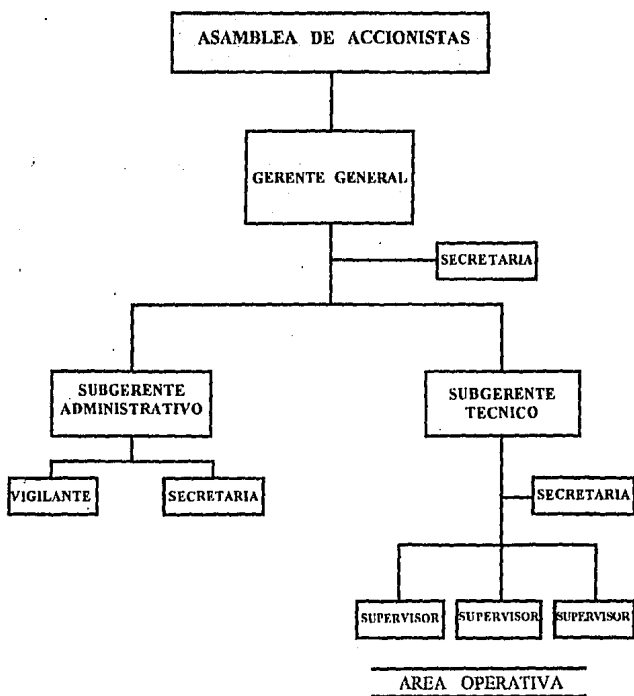 ASAMBLEA DE ACCIONISTAS
GERENTE GENERAL
SECRETARIA
SUBGERENTE
ADMINISTRATIVO
SUBGERENTE
TECNICO
VIGILANTE
SECRETARIA
SECRETARIA
SUPERVISOR
SUPERVISOR
SUPERVISOR
AREA OPERATIVA